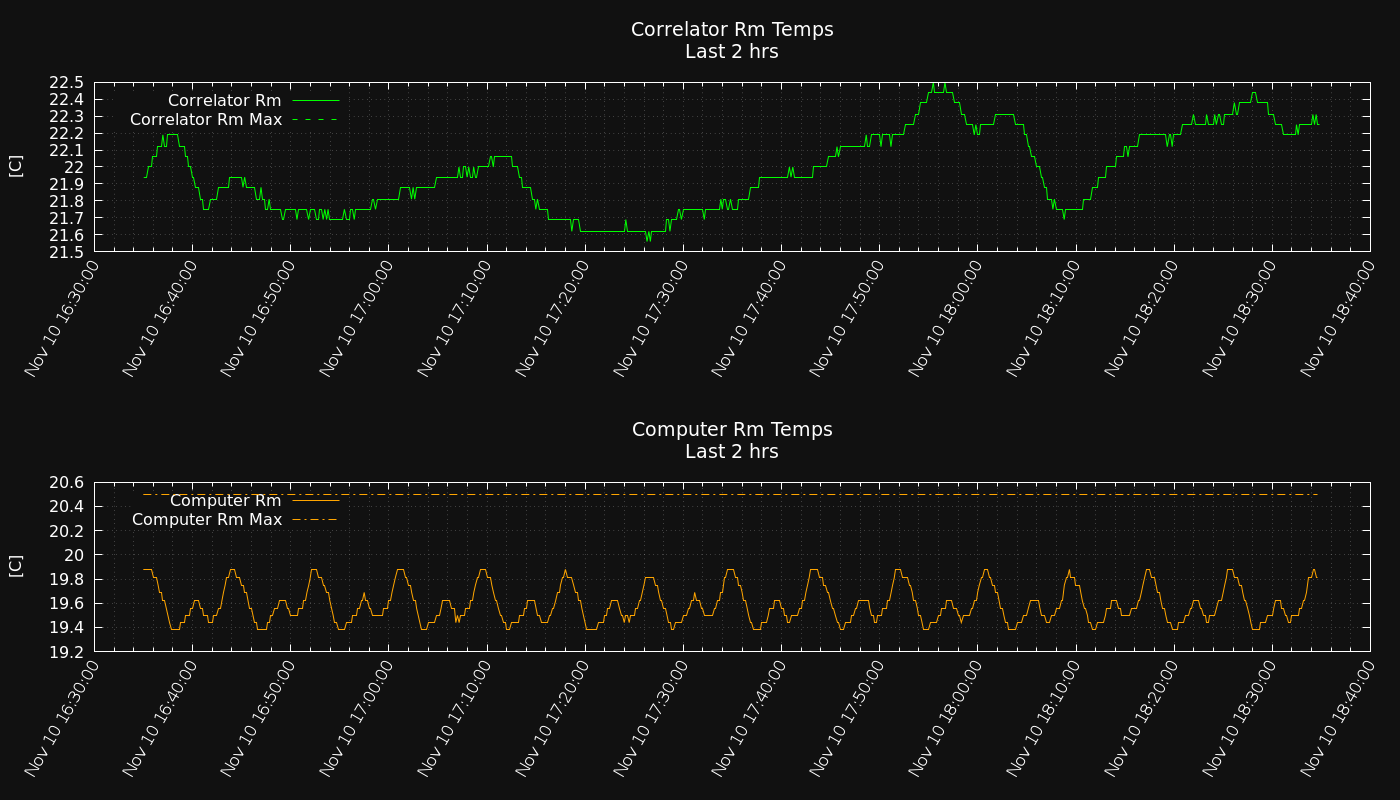 Correlator Rm Temps
Last 2 hrs
22.5
22.4
22.3
22.2
22.1
22
21.9
21.8
21.7
21.6
21.5
[C]
Correlator Rm
Correlator Rm Max
Nov 10 16:30:00
Nov 10 16:40:00
Nov 10 16:50:00
Nov 10 17:00:00
Nov 10 17:10:00
Nov 10 17:20:00
Nov 10 17:30:00
Nov 10 17:40:00
Nov 10 17:50:00
Nov 10 18:00:00
Nov 10 18:10:00
Nov 10 18:20:00
Nov 10 18:30:00
Nov 10 18:40:00
Computer Rm Temps
Last 2 hrs
20.6
20.4
20.2
20
19.8
19.6
19.4
19.2
[C]
Computer Rm
Computer Rm Max
Nov 10 16:30:00
Nov 10 16:40:00
Nov 10 16:50:00
Nov 10 17:00:00
Nov 10 17:10:00
Nov 10 17:20:00
Nov 10 17:30:00
Nov 10 17:40:00
Nov 10 17:50:00
Nov 10 18:00:00
Nov 10 18:10:00
Nov 10 18:20:00
Nov 10 18:30:00
Nov 10 18:40:00